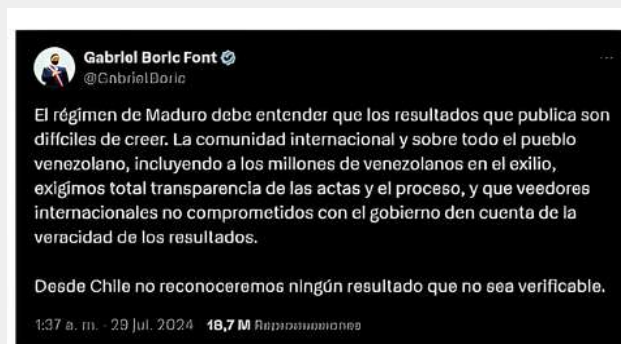 Gabriel Boric Font
@GabrielBoric
El régimen de Maduro debe entender que los resultados que publica son
difíciles de creer. La comunidad internacional y sobre todo el pueblo
venezolano, incluyendo a los millones de venezolanos en el exilio,
exigimos total transparencia de las actas y el proceso, y que veedores
internacionales no comprometidos con el gobierno den cuenta de la
veracidad de los resultados.
Desde Chile no reconoceremos ningún resultado que no sea verificable.
1:37 a. m. · 29 jul. 2024 18,7 M